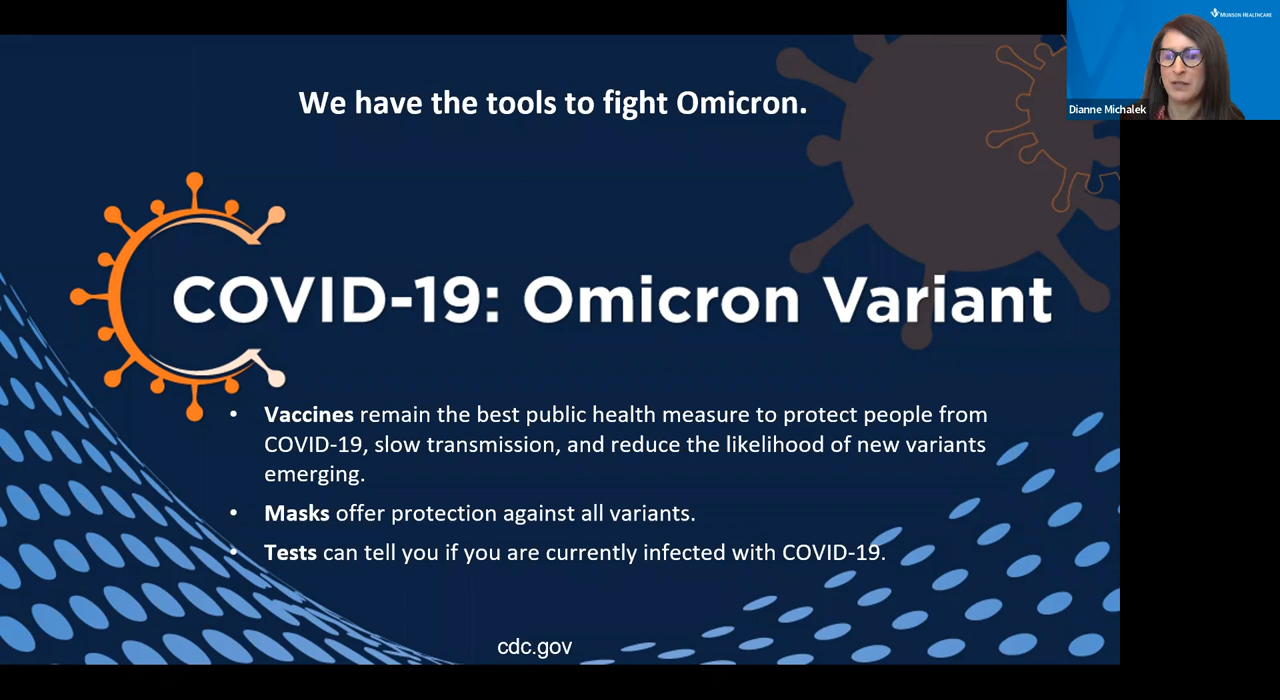 MUNSON HEALTHCARE
Dianne Michalek
We have the tools to fight Omicron.
COVID-19: Omicron Variant
• Vaccines remain the best public health measure to protect people from
COVID-19, slow transmission, and reduce the likelihood of new variants
emerging.
• Masks offer protection against all variants.
• Tests can tell you if you are currently infected with COVID-19.
cdc.gov